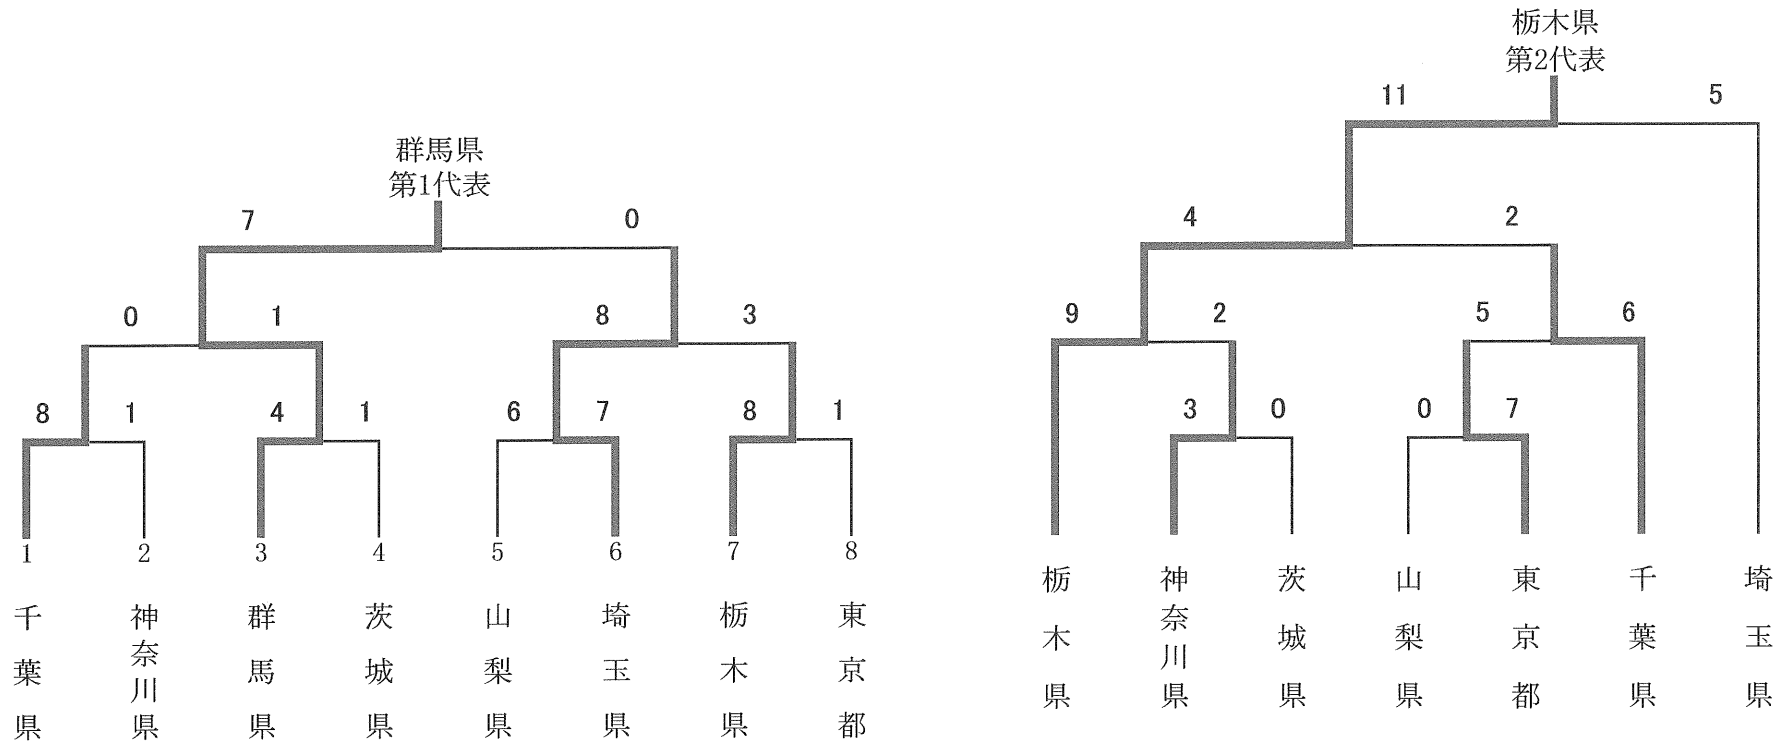 群馬県
第1代表
7 0
0 1 8 3
8 1 4 1 6 7 8 1
1 2 3 4 5 6 7 8
千葉県
神奈川県
群馬県
茨城県
山梨県
埼玉県
栃木県
東京都
栃木県
第2代表
11 5
4 2
9 2 5 6
3 0 0 7
栃木県
神奈川県
茨城県
山梨県
東京都
千葉県
埼玉県